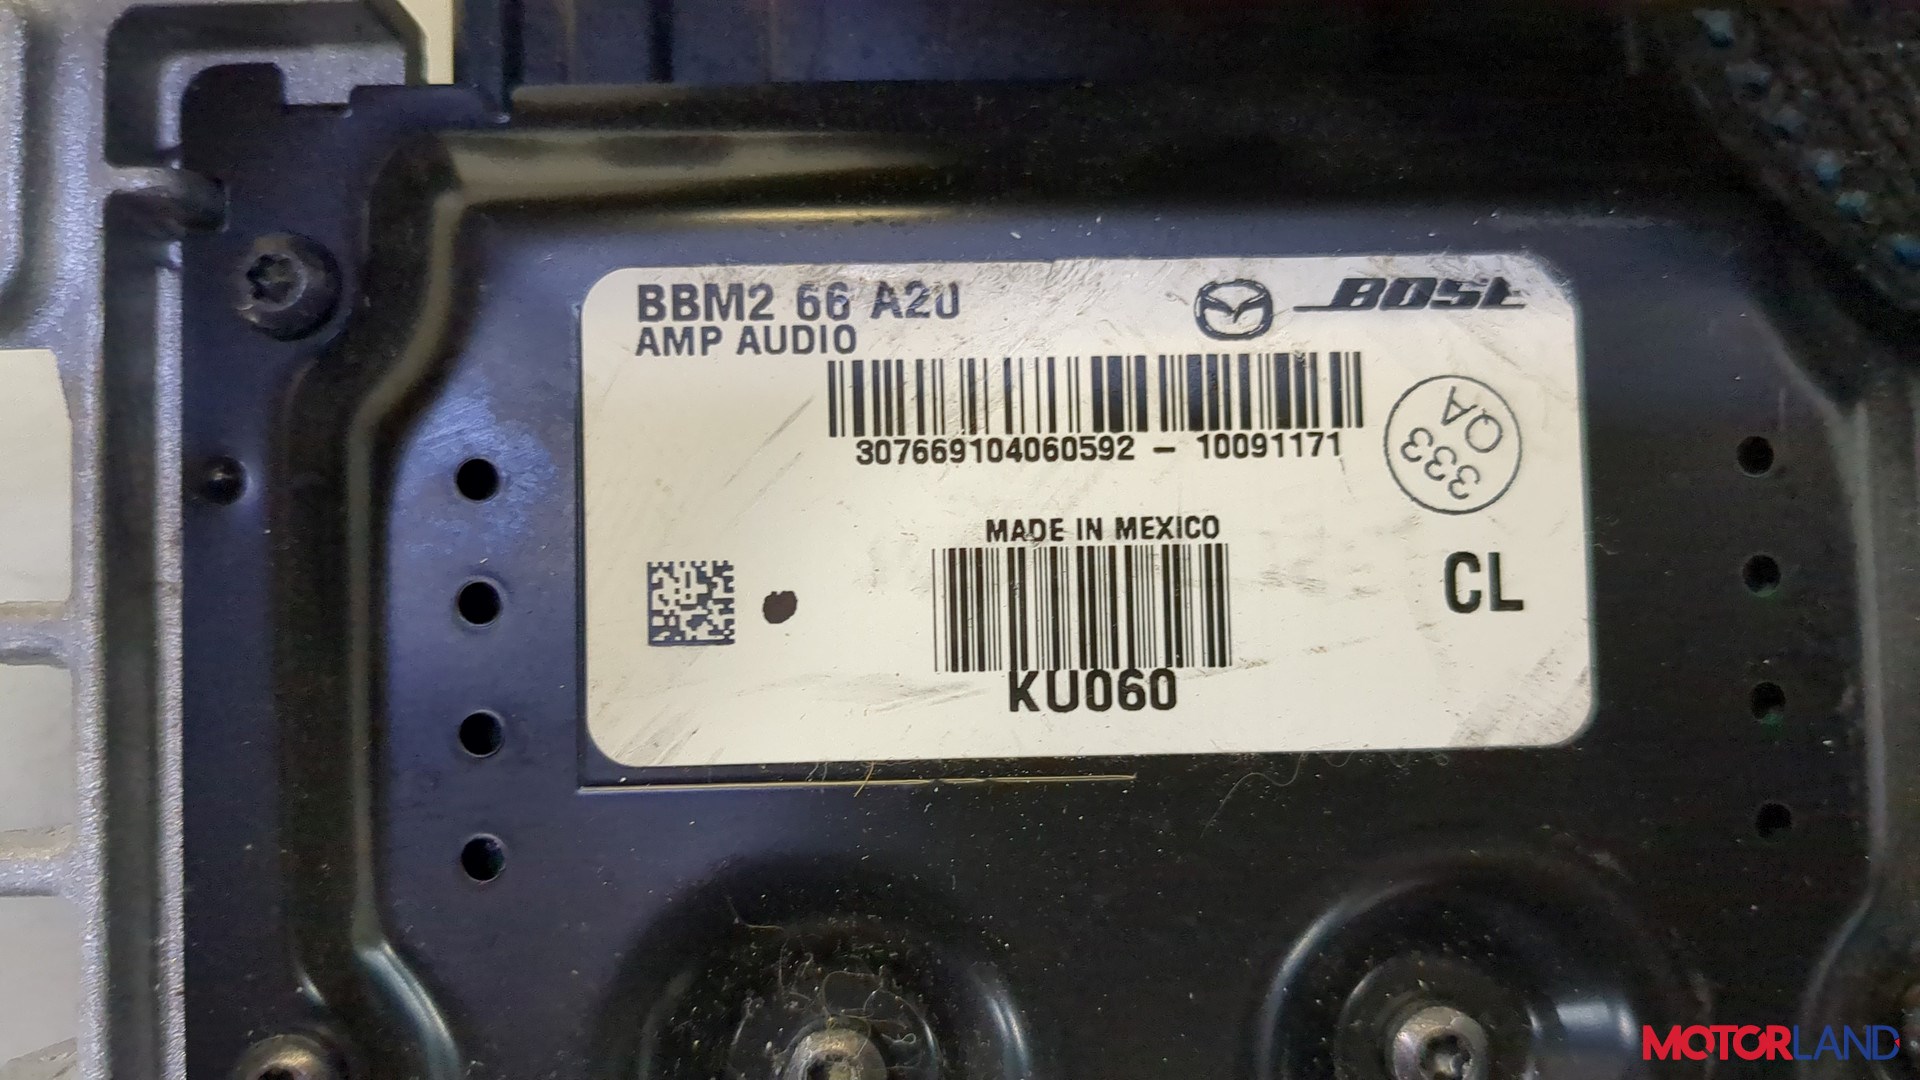 BBM2 66 A20
AMP AUDIO
BOSE
307669104060592 - 10091171
333
QA
MADE IN MEXICO
CL
KU060
MOTORLAND